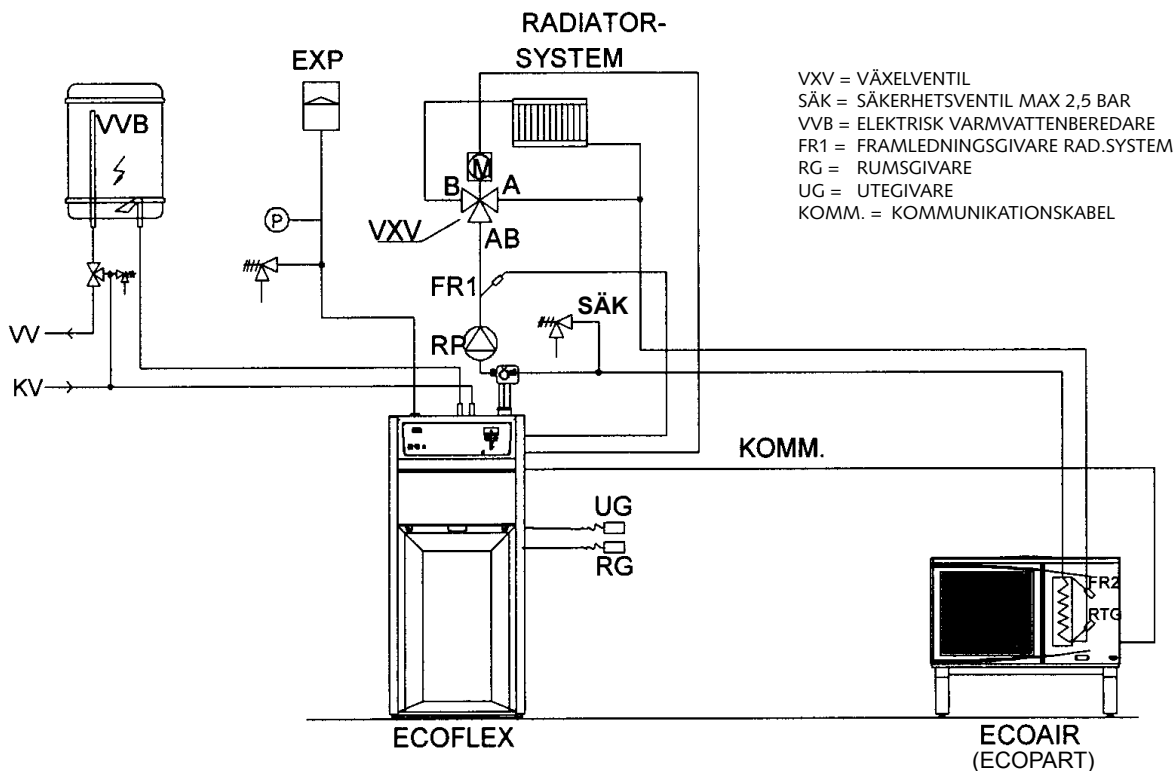 RADIATOR-
SYSTEM
EXP
VVB
VXV = VÄXELVENTIL
SÄK = SÄKERHETSVENTIL MAX 2,5 BAR
VVB = ELEKTRISK VARMVATTENBEREDARE
FR1 = FRAMLEDNINGSGIVARE RAD.SYSTEM
RG = RUMSGIVARE
UG = UTEGIVARE
KOMM. = KOMMUNIKATIONSKABEL
M
B A
P
VXV
AB
FR1
SÄK
VV
RP
KV
KOMM.
UG
RG
FR2
RTG
ECOFLEX
ECOAIR
(ECOPART)